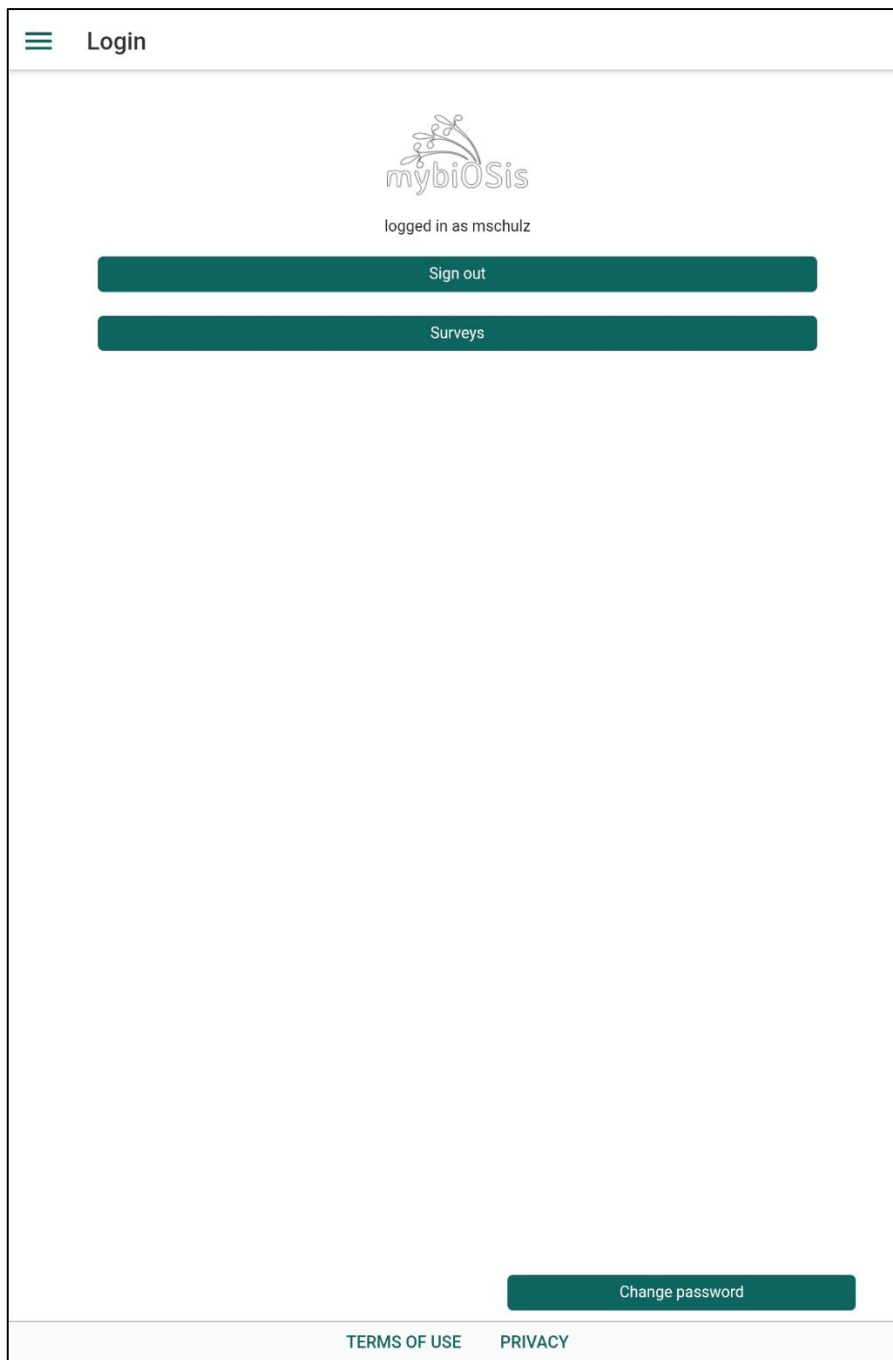 Login
mybiOSis
logged in as mschulz
Sign out
Surveys
Change password
TERMS OF USE PRIVACY